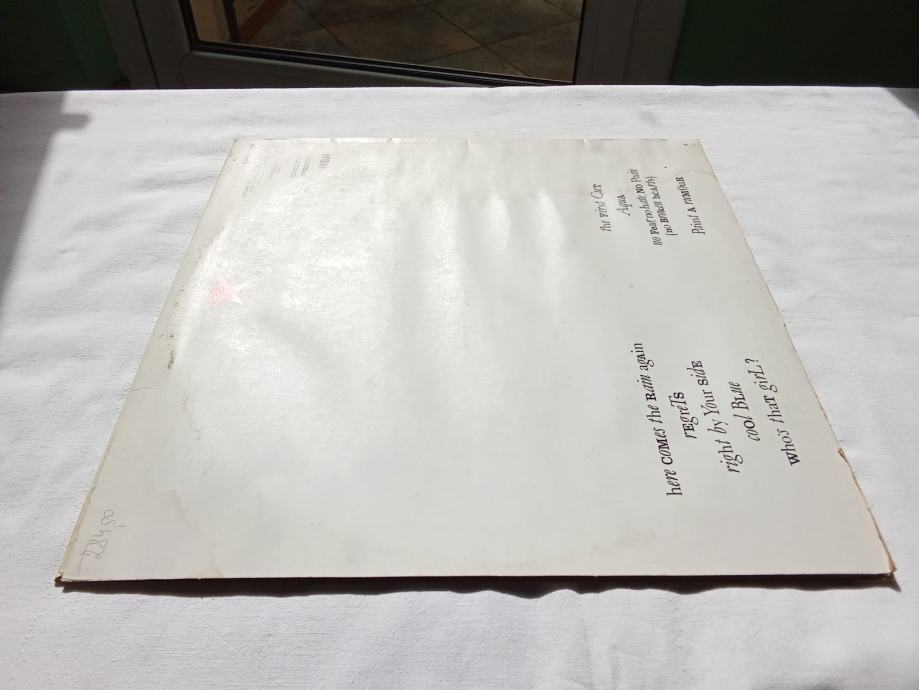 here COMEs the Rain agAIn
rEgreTs
right by Your sidE
cool BLue
who's thaT girL?
the First CuT
AquA
no Fear no hate NO Pain
(no BroKen heArts)
Paint A rUMOuR
28450